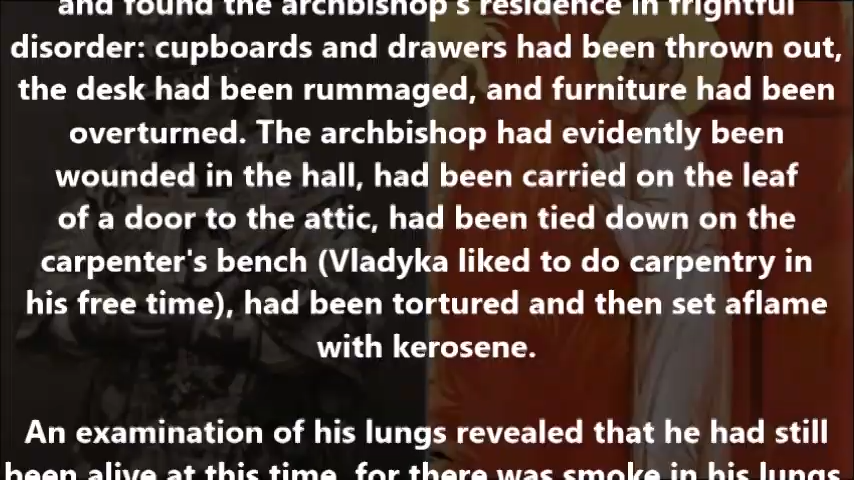 and found the archbishop's residence in frightful
disorder: cupboards and drawers had been thrown out,
the desk had been rummaged, and furniture had been
overturned. The archbishop had evidently been
wounded in the hall, had been carried on the leaf
of a door to the attic, had been tied down on the
carpenter's bench (Vladyka liked to do carpentry in
his free time), had been tortured and then set aflame
with kerosene.
An examination of his lungs revealed that he had still
been alive at this time, for there was smoke in his lungs